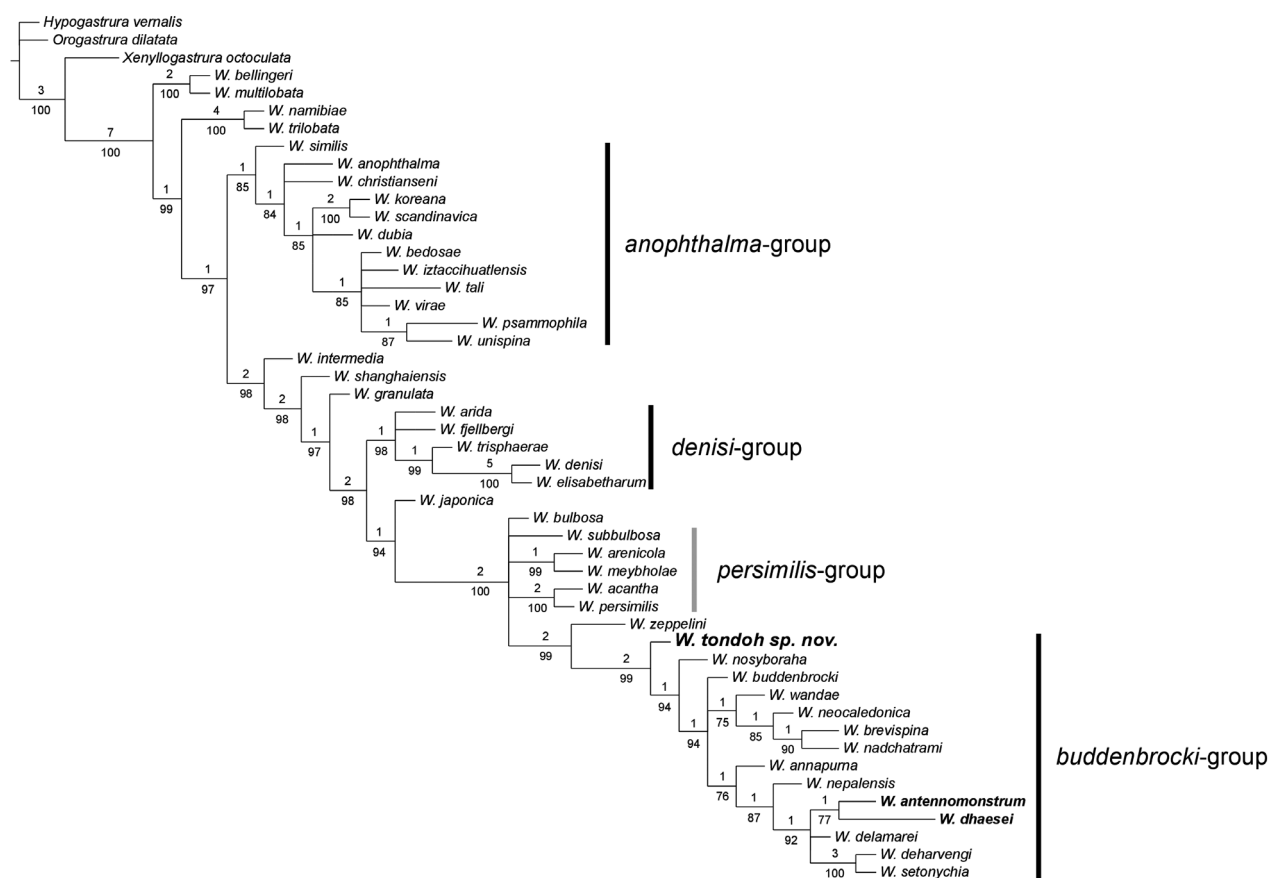 Hypogastrura vernalis
Orogastrura dilatata
Xenyllogastrura octoculata
2
W. bellingeri
3
100
W. multilobata
100
4
W. namibiae
7
100
W. trilobata
100
W. similis
1
W. anophthalma
85
W. christianseni
1
1
2
W. koreana
99
84
100
W. scandinavica
1
W. dubia
85
anophthalma-group
W. bedosae
1
W. iztaccihuatlensis
97
1
W. tali
85
W. virae
1
W. psammophila
87
W. unispina
W. intermedia
2
W. shanghaiensis
98
2
W. granulata
98
W. arida
1
1
W. fjellbergi
97
98
1
W. trisphaerae
denisi-group
99
5
W. denisi
2
100
W. elisabetharum
98
W. japonica
W. bulbosa
1
W. subbulbosa
94
1
W. arenicola
99
W. meybholae
persimilis-group
2
2
W. acantha
100
100
W. persimilis
W. zeppelini
2
W. tondoh sp. nov.
99
2
W. nosyboraha
99
W. buddenbrocki
1
W. wandae
94
1
W. neocaledonica
75
1
1
W. brevispina
94
85
1
90
W. nadchatrami
buddenbrocki-group
W. annapurna
1
W. nepalensis
76
1
1
W. antennomonstrum
87
77
W. dhaesei
1
W. delamarei
92
3
W. deharvengi
100
W. setonychia